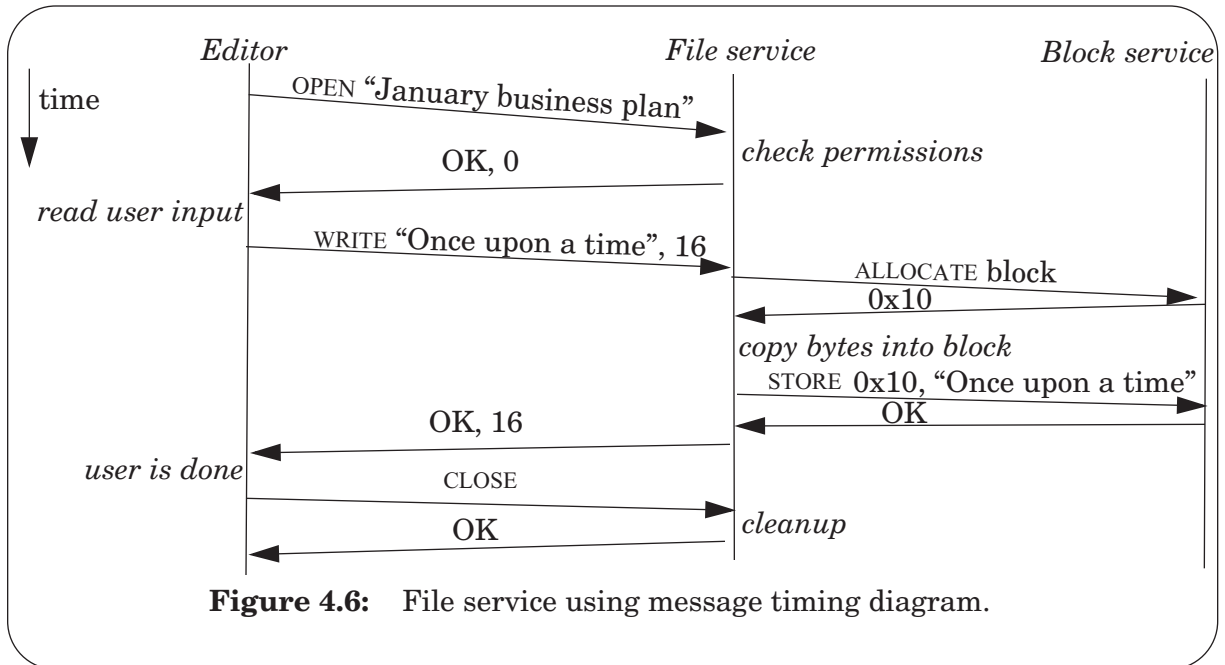 Editor File service Block service
time
OPEN “January business plan”
check permissions
OK, 0
read user input
WRITE “Once upon a time”, 16
ALLOCATE block
0x10
copy bytes into block
STORE 0x10, “Once upon a time”
OK
OK, 16
user is done
CLOSE
cleanup
OK
Figure 4.6: File service using message timing diagram.